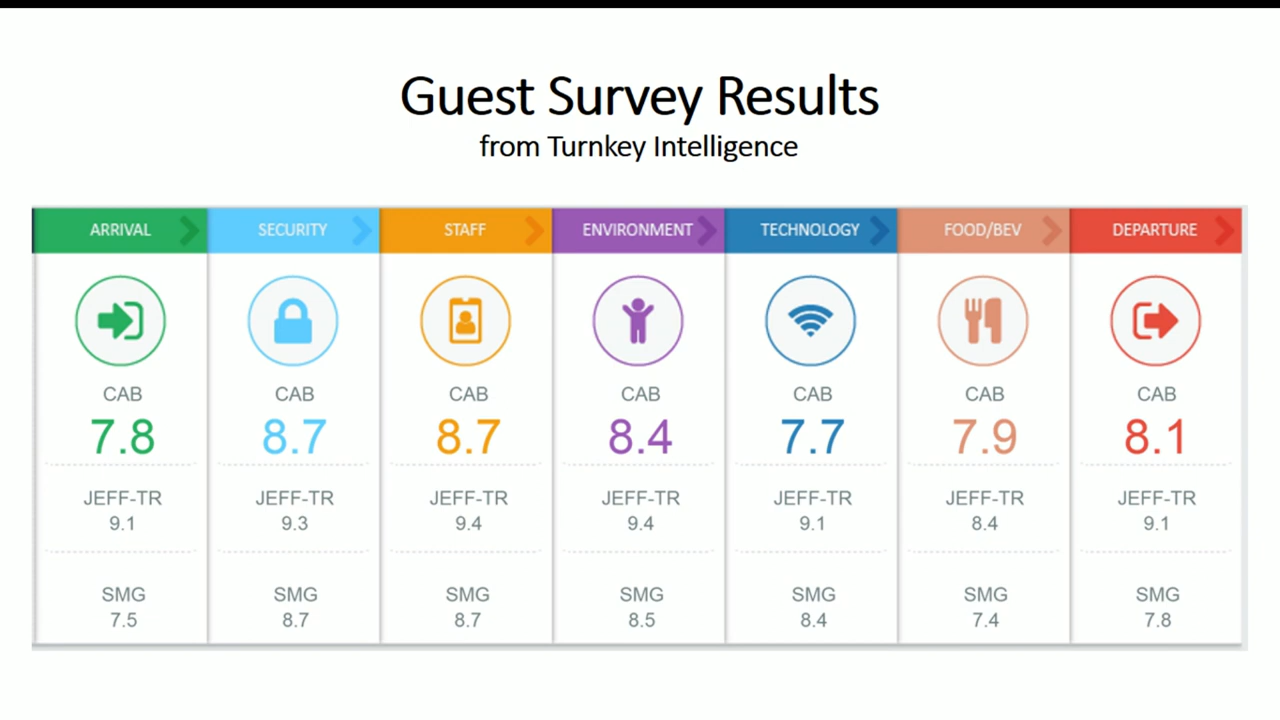 Guest Survey Results
from Turnkey Intelligence
ARRIVAL SECURITY STAFF ENVIRONMENT TECHNOLOGY FOOD/BEV DEPARTURE
CAB CAB CAB CAB CAB CAB CAB
7.8 8.7 8.7 8.4 7.7 7.9 8.1
JEFF-TR JEFF-TR JEFF-TR JEFF-TR JEFF-TR JEFF-TR JEFF-TR
9.1 9.3 9.4 9.4 9.1 8.4 9.1
SMG SMG SMG SMG SMG SMG SMG
7.5 8.7 8.7 8.5 8.4 7.4 7.8